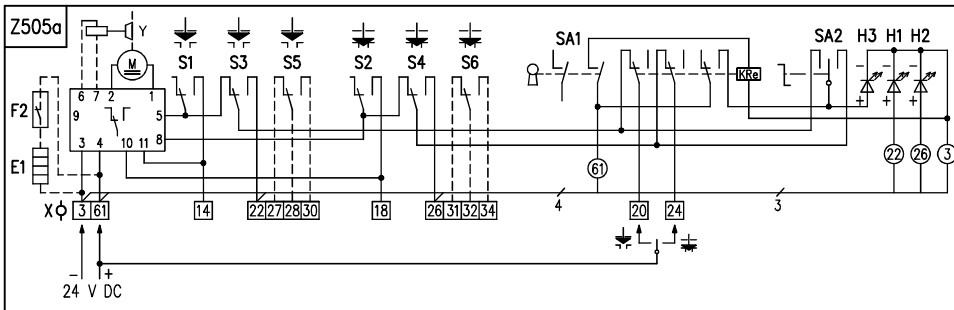 Z505a
Y
M
S1 S3 S5 S2 S4 S6
SA1
SA2 H3 H1 H2
KRe
F2
E1
6 7 2 1
9 5
8
3 4 10 11
− − −
+ + +
61 22 26 3
4 3
X 3 61 14 22 27 28 30 18 26 31 32 34 20 24
− +
24 V DC